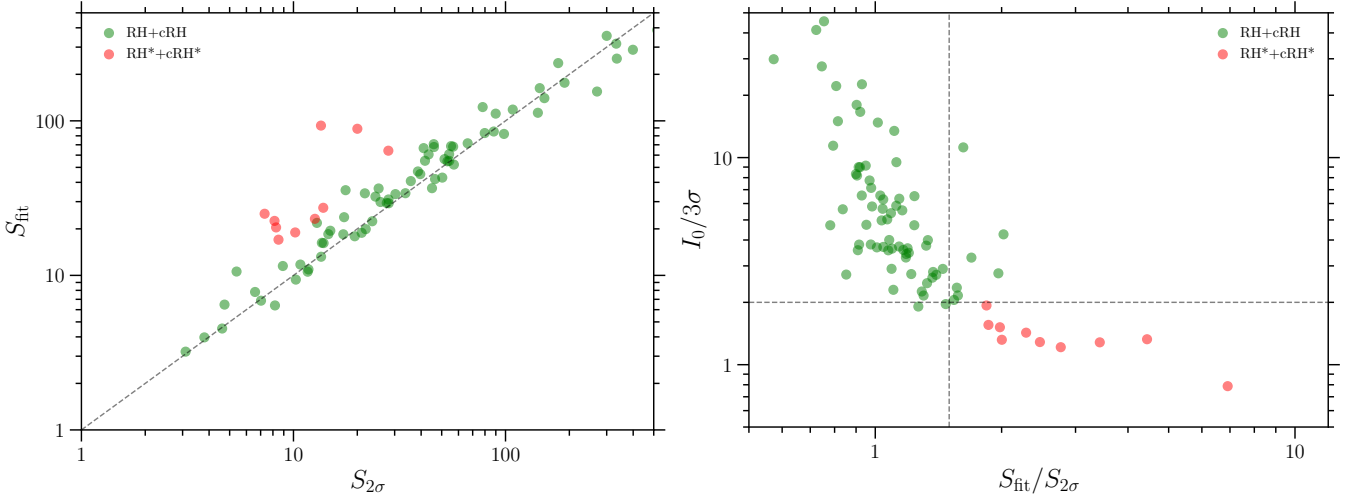 RH+cRH
RH*+cRH*
100
10
1
S_fit
1
10
100
S_2σ
RH+cRH
RH*+cRH*
10
1
I_0/3σ
1
10
S_fit/S_2σ